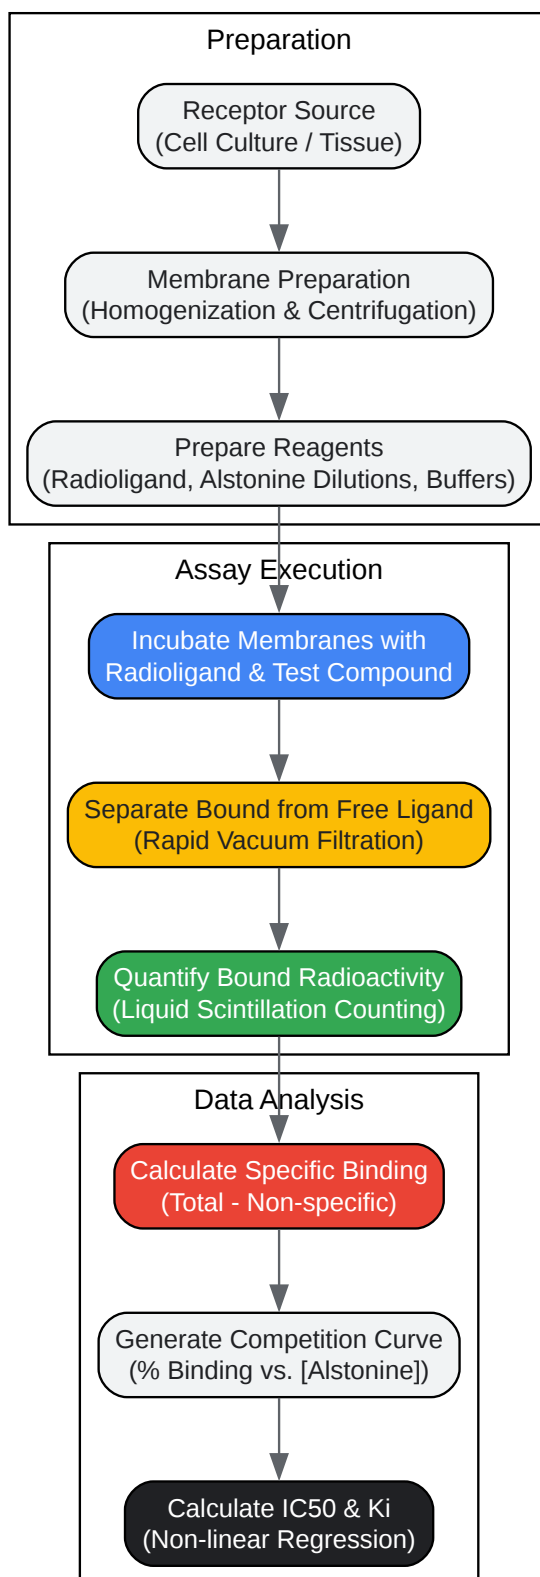 Preparation
Receptor Source
(Cell Culture / Tissue)
Membrane Preparation
(Homogenization & Centrifugation)
Prepare Reagents
(Radioligand, Alstonine Dilutions, Buffers)
Assay Execution
Incubate Membranes with
Radioligand & Test Compound
Separate Bound from Free Ligand
(Rapid Vacuum Filtration)
Quantify Bound Radioactivity
(Liquid Scintillation Counting)
Data Analysis
Calculate Specific Binding
(Total - Non-specific)
Generate Competition Curve
(% Binding vs. [Alstonine])
Calculate IC50 & Ki
(Non-linear Regression)